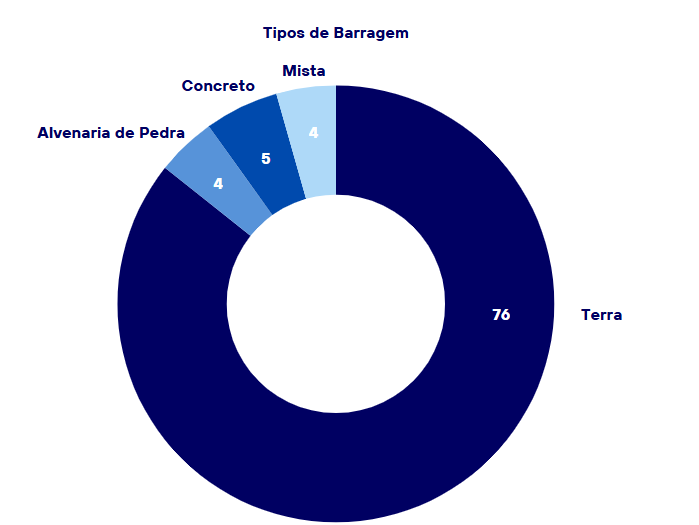 Tipos de Barragem
Mista
Concreto
Alvenaria de Pedra
4
5
4
76
Terra